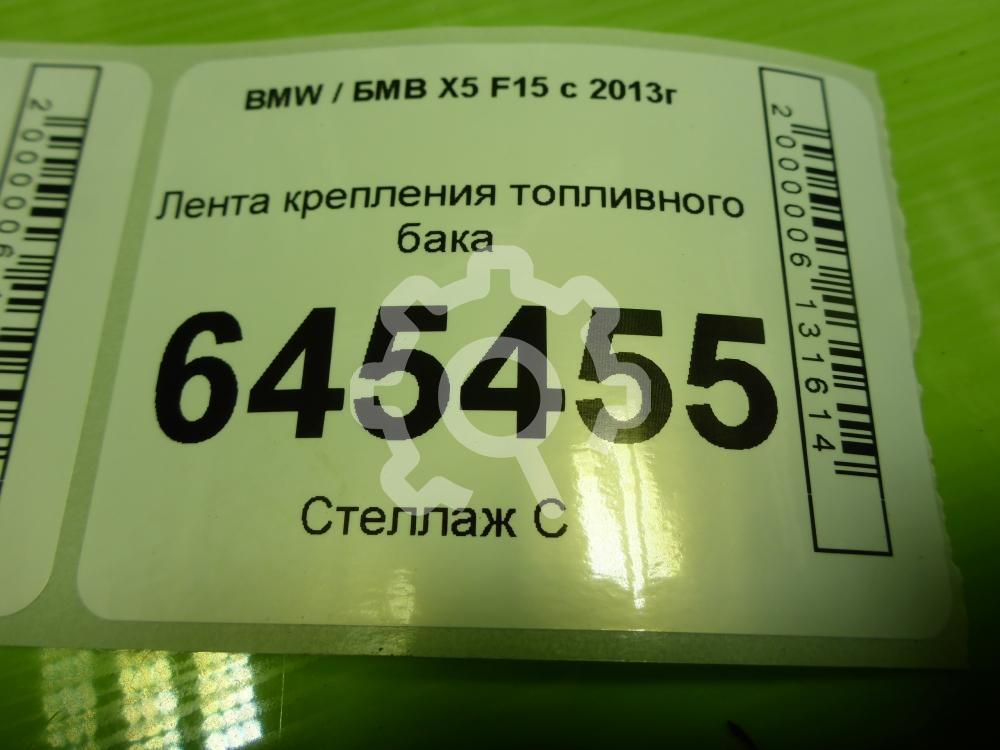 BMW / БМВ X5 F15 с 2013г
Лента крепления топливного
бака
645455
Стеллаж С
2000006131614